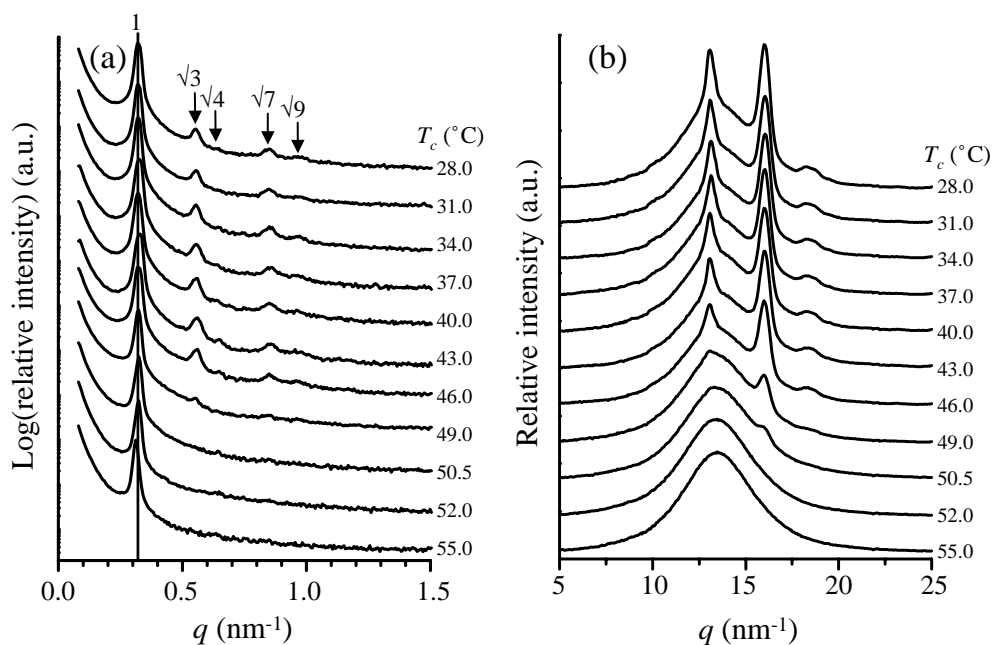 (a)
1
√3
√4
√7
√9
T_c (˚C)
28.0
31.0
34.0
37.0
40.0
43.0
46.0
49.0
50.5
52.0
55.0
Log(relative intensity) (a.u.)
0.0 0.5 1.0 1.5
q (nm⁻¹)
(b)
T_c (˚C)
28.0
31.0
34.0
37.0
40.0
43.0
46.0
49.0
50.5
52.0
55.0
Relative intensity (a.u.)
5 10 15 20 25
q (nm⁻¹)